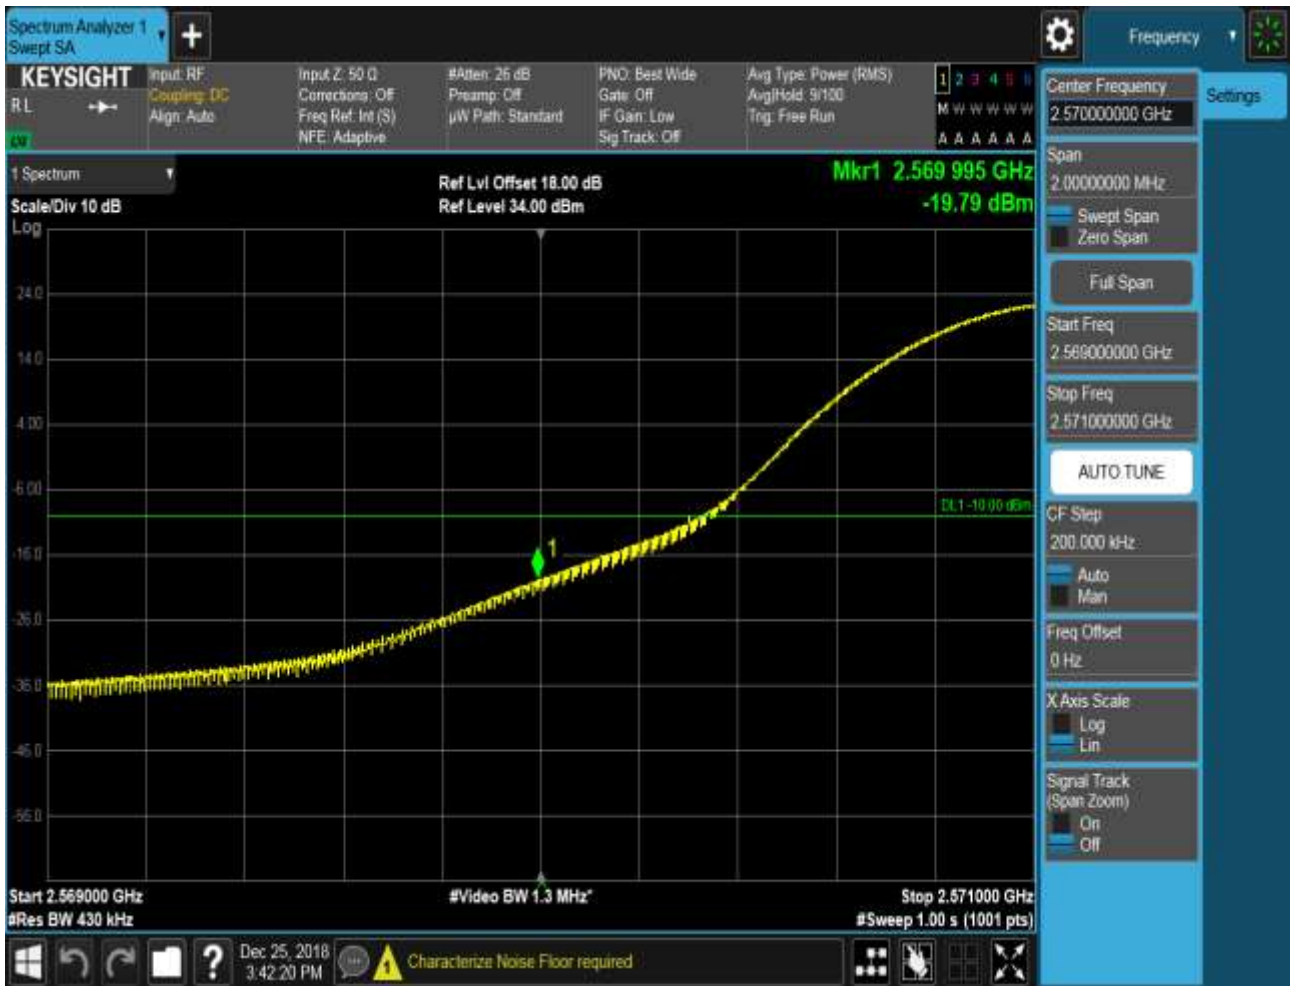 Spectrum Analyzer 1
Swept SA
Frequency
KEYSIGHT
R L
Input: RF
Coupling: DC
Align: Auto
Input Z: 50 Ω
Corrections: Off
Freq Ref: Int (S)
NFE: Adaptive
#Atten: 26 dB
Preamp: Off
µW Path: Standard
PNO: Best Wide
Gate: Off
IF Gain: Low
Sig Track: Off
Avg Type: Power (RMS)
Avg|Hold: 9/100
Trig: Free Run
1 2 3 4 5 6
M W W W W W
A A A A A A
1 Spectrum
Scale/Div 10 dB
Log
Ref Lvl Offset 18.00 dB
Ref Level 34.00 dBm
Mkr1 2.569 995 GHz
-19.79 dBm
24.0
14.0
4.00
-6.00
DL1 -10.00 dBm
-16.0
1
-26.0
-36.0
-46.0
-56.0
Start 2.569000 GHz
#Res BW 430 kHz
#Video BW 1.3 MHz*
Stop 2.571000 GHz
#Sweep 1.00 s (1001 pts)
Center Frequency
2.570000000 GHz
Settings
Span
2.00000000 MHz
Swept Span
Zero Span
Full Span
Start Freq
2.569000000 GHz
Stop Freq
2.571000000 GHz
AUTO TUNE
CF Step
200.000 kHz
Auto
Man
Freq Offset
0 Hz
X Axis Scale
Log
Lin
Signal Track
(Span Zoom)
On
Off
?
Dec 25, 2018
3:42:20 PM
Characterize Noise Floor required